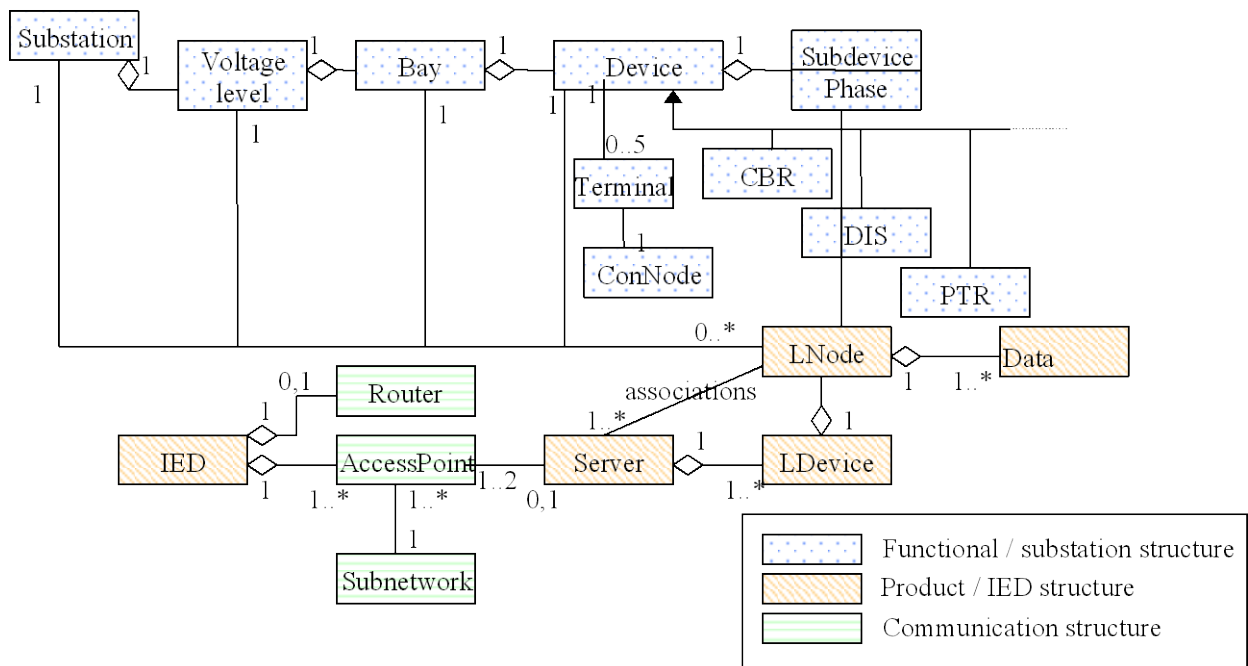 Substation
Voltage
level
Bay
Device
Subdevice
Phase
1
1
1
1
1
1
1
1
1
0..5
Terminal
CBR
1
ConNode
DIS
PTR
0..*
LNode
Data
1
1..*
associations
0,1
Router
1
1..*
1
IED
AccessPoint
Server
LDevice
1
1
1..*
1..*
1..2
0,1
1..*
1
Subnetwork
Functional / substation structure
Product / IED structure
Communication structure